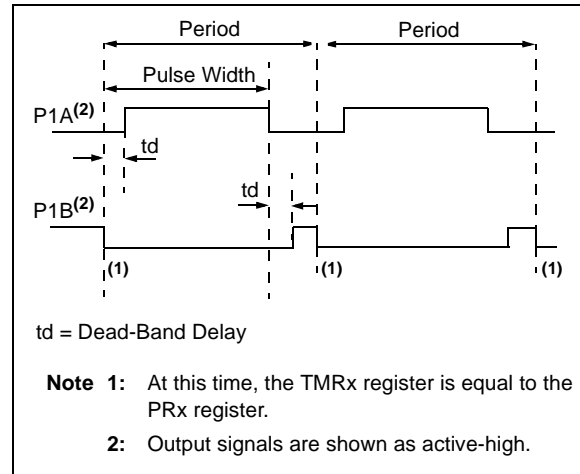 Period Period
Pulse Width
P1A(2)
td
td
P1B(2)
(1) (1) (1)
td = Dead-Band Delay
Note 1: At this time, the TMRx register is equal to the
PRx register.
2: Output signals are shown as active-high.